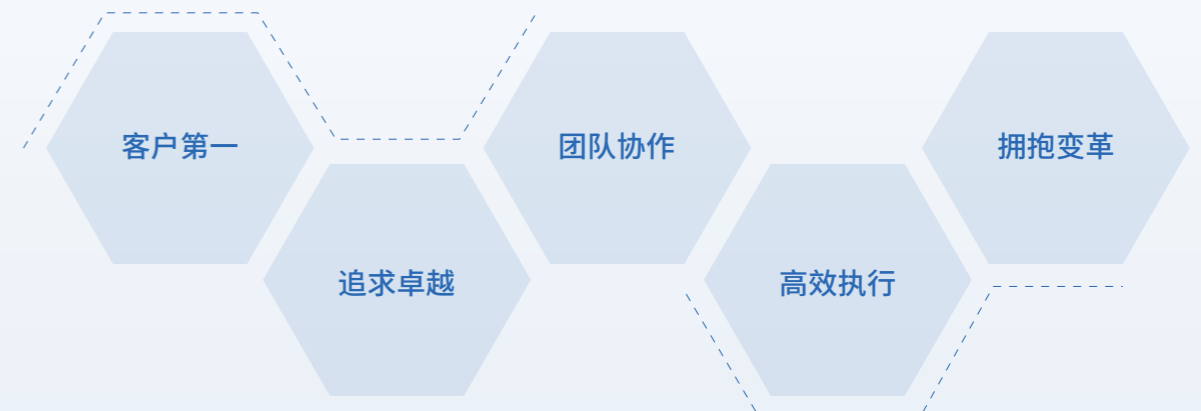 客户第一
追求卓越
团队协作
高效执行
拥抱变革